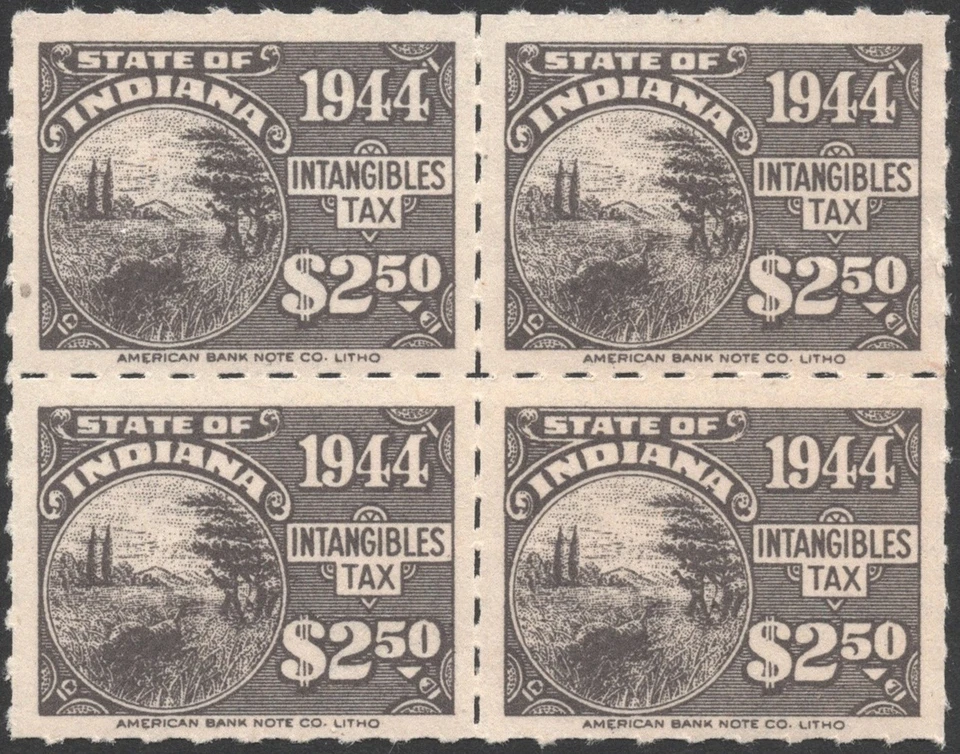 STATE OF
INDIANA
1944
INTANGIBLES
TAX
$2.50
AMERICAN BANK NOTE CO. LITHO
STATE OF
INDIANA
1944
INTANGIBLES
TAX
$2.50
AMERICAN BANK NOTE CO. LITHO
STATE OF
INDIANA
1944
INTANGIBLES
TAX
$2.50
AMERICAN BANK NOTE CO. LITHO
STATE OF
INDIANA
1944
INTANGIBLES
TAX
$2.50
AMERICAN BANK NOTE CO. LITHO